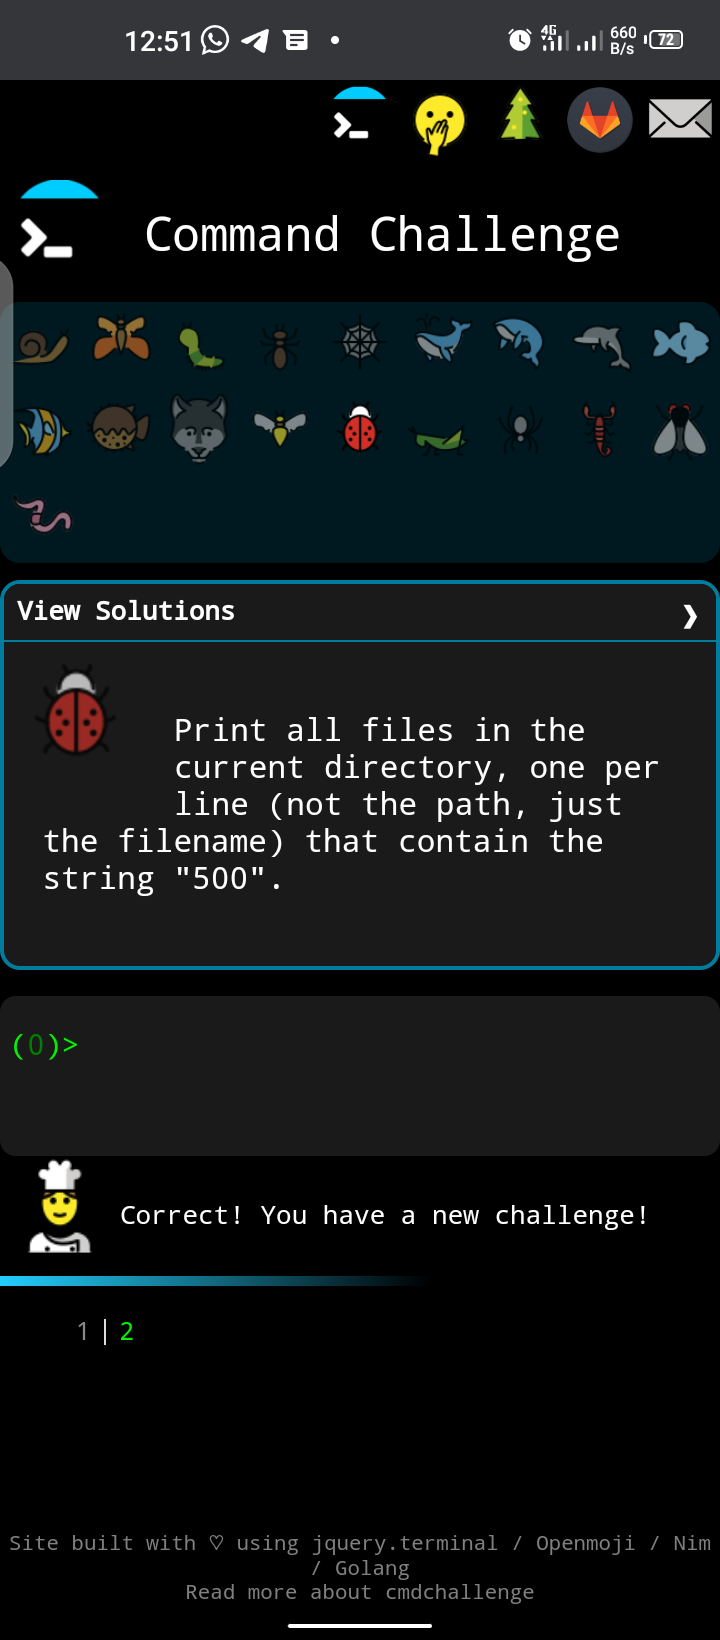 12:51
4G
660
B/s
72
Command Challenge
View Solutions
Print all files in the
current directory, one per
line (not the path, just
the filename) that contain the
string "500".
(0)>
Correct! You have a new challenge!
1 | 2
Site built with ♡ using jquery.terminal / Openmoji / Nim
/ Golang
Read more about cmdchallenge